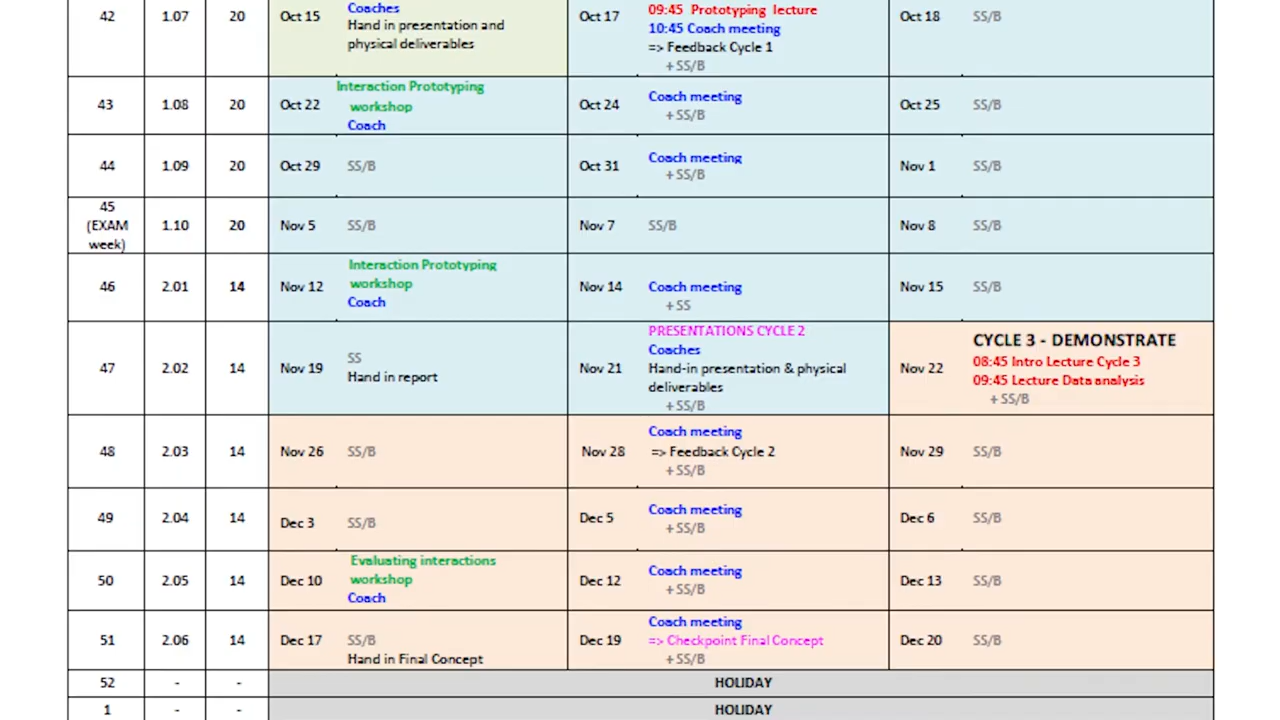 42 1.07 20 Oct 15 Coaches
Hand in presentation and
physical deliverables
Oct 17 09:45 Prototyping lecture
10:45 Coach meeting
=> Feedback Cycle 1
+SS/B
Oct 18 SS/B
43 1.08 20 Oct 22 Interaction Prototyping
workshop
Coach
Oct 24 Coach meeting
+SS/B
Oct 25 SS/B
44 1.09 20 Oct 29 SS/B
Oct 31 Coach meeting
+SS/B
Nov 1 SS/B
45
(EXAM
week)
1.10 20 Nov 5 SS/B
Nov 7 SS/B
Nov 8 SS/B
46 2.01 14 Nov 12 Interaction Prototyping
workshop
Coach
Nov 14 Coach meeting
+SS
Nov 15 SS/B
47 2.02 14 Nov 19 SS
Hand in report
Nov 21 PRESENTATIONS CYCLE 2
Coaches
Hand-in presentation & physical
deliverables
+SS/B
Nov 22 CYCLE 3 - DEMONSTRATE
08:45 Intro Lecture Cycle 3
09:45 Lecture Data analysis
+SS/B
48 2.03 14 Nov 26 SS/B
Nov 28 Coach meeting
=> Feedback Cycle 2
+SS/B
Nov 29 SS/B
49 2.04 14 Dec 3 SS/B
Dec 5 Coach meeting
+SS/B
Dec 6 SS/B
50 2.05 14 Dec 10 Evaluating interactions
workshop
Coach
Dec 12 Coach meeting
+SS/B
Dec 13 SS/B
51 2.06 14 Dec 17 SS/B
Hand in Final Concept
Dec 19 Coach meeting
=> Checkpoint Final Concept
+SS/B
Dec 20 SS/B
52 - - HOLIDAY
1 - - HOLIDAY